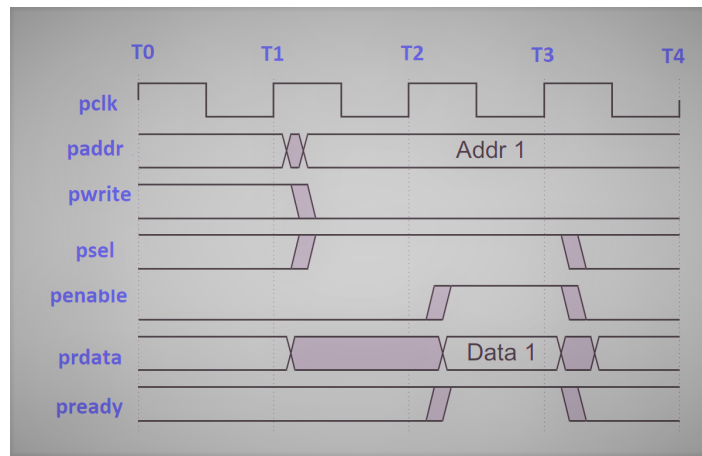 T0 T1 T2 T3 T4
pclk
paddr Addr 1
pwrite
psel
penable
prdata Data 1
pready